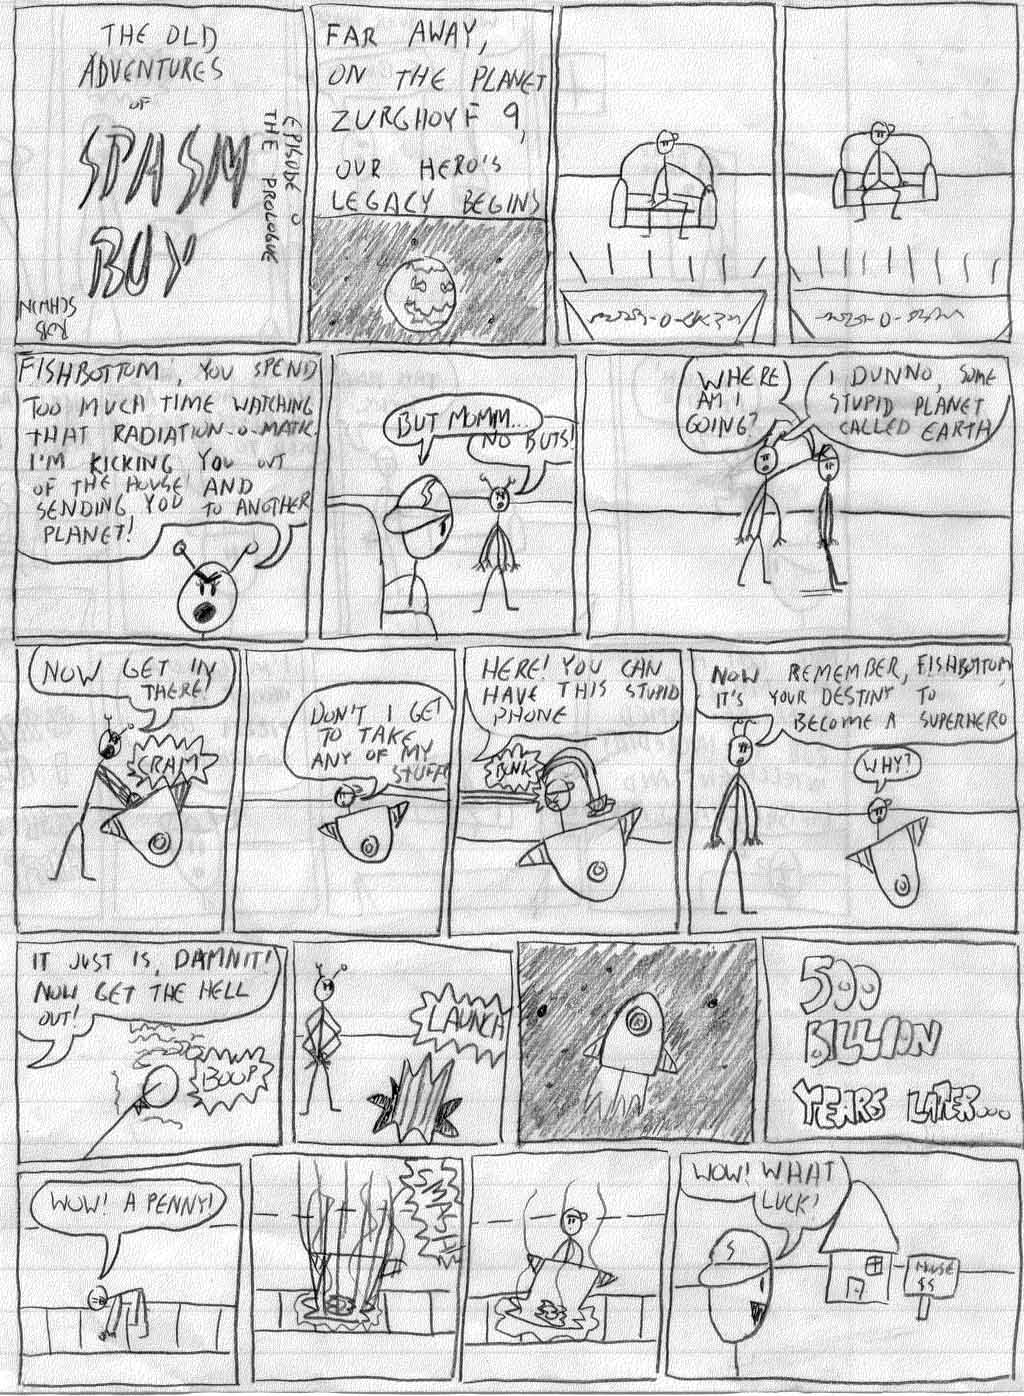 THE OLD
ADVENTURES
OF
SPASM
BOY
EPISODE 0
THE PROLOGUE
FAR AWAY,
ON THE PLANET
ZURGHOYF 9,
OUR HERO'S
LEGACY BEGINS
FISHBOTTOM, YOU SPEND
TOO MUCH TIME WATCHING
THAT RADIATION-O-MATIC.
I'M KICKING YOU OUT
OF THE HOUSE AND
SENDING YOU TO ANOTHER
PLANET!
BUT MOMM...
NO BUTS!
WHERE
AM I
GOING?
I DUNNO, SOME
STUPID PLANET
CALLED EARTH
NOW GET IN
THERE!
CRAM
DON'T I GET
TO TAKE
ANY OF MY
STUFF?
HERE! YOU CAN
HAVE THIS STUPID
PHONE
BONK
NOW REMEMBER, FISHBOTTOM,
IT'S YOUR DESTINY TO
BECOME A SUPERHERO
WHY?
IT JUST IS, DAMNIT!
NOW GET THE HELL
OUT!
BOOP
LAUNCH
500
BILLION
YEARS LATER...
WOW! A PENNY!
SMASH!
WOW! WHAT
LUCK!
S
HOUSE
$5